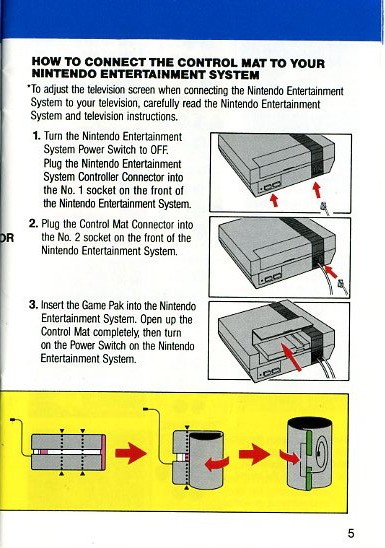 HOW TO CONNECT THE CONTROL MAT TO YOUR
NINTENDO ENTERTAINMENT SYSTEM
*To adjust the television screen when connecting the Nintendo Entertainment
System to your television, carefully read the Nintendo Entertainment
System and television instructions.
1. Turn the Nintendo Entertainment
System Power Switch to OFF.
Plug the Nintendo Entertainment
System Controller Connector into
the No. 1 socket on the front of
the Nintendo Entertainment System.
2. Plug the Control Mat Connector into
the No. 2 socket on the front of the
Nintendo Entertainment System.
OR
3. Insert the Game Pak into the Nintendo
Entertainment System. Open up the
Control Mat completely, then turn
on the Power Switch on the Nintendo
Entertainment System.
5